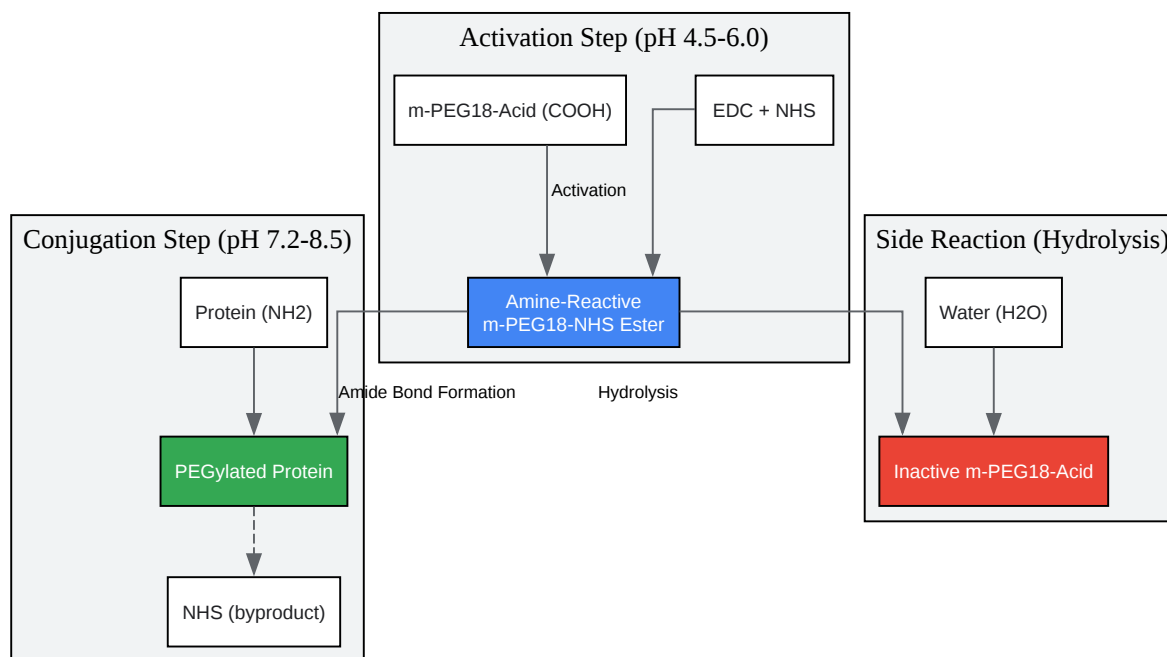 Activation Step (pH 4.5-6.0)
m-PEG18-Acid (COOH)
EDC + NHS
Activation
Conjugation Step (pH 7.2-8.5)
Side Reaction (Hydrolysis)
Protein (NH2)
Amine-Reactive
m-PEG18-NHS Ester
Water (H2O)
Amide Bond Formation
Hydrolysis
PEGylated Protein
Inactive m-PEG18-Acid
NHS (byproduct)